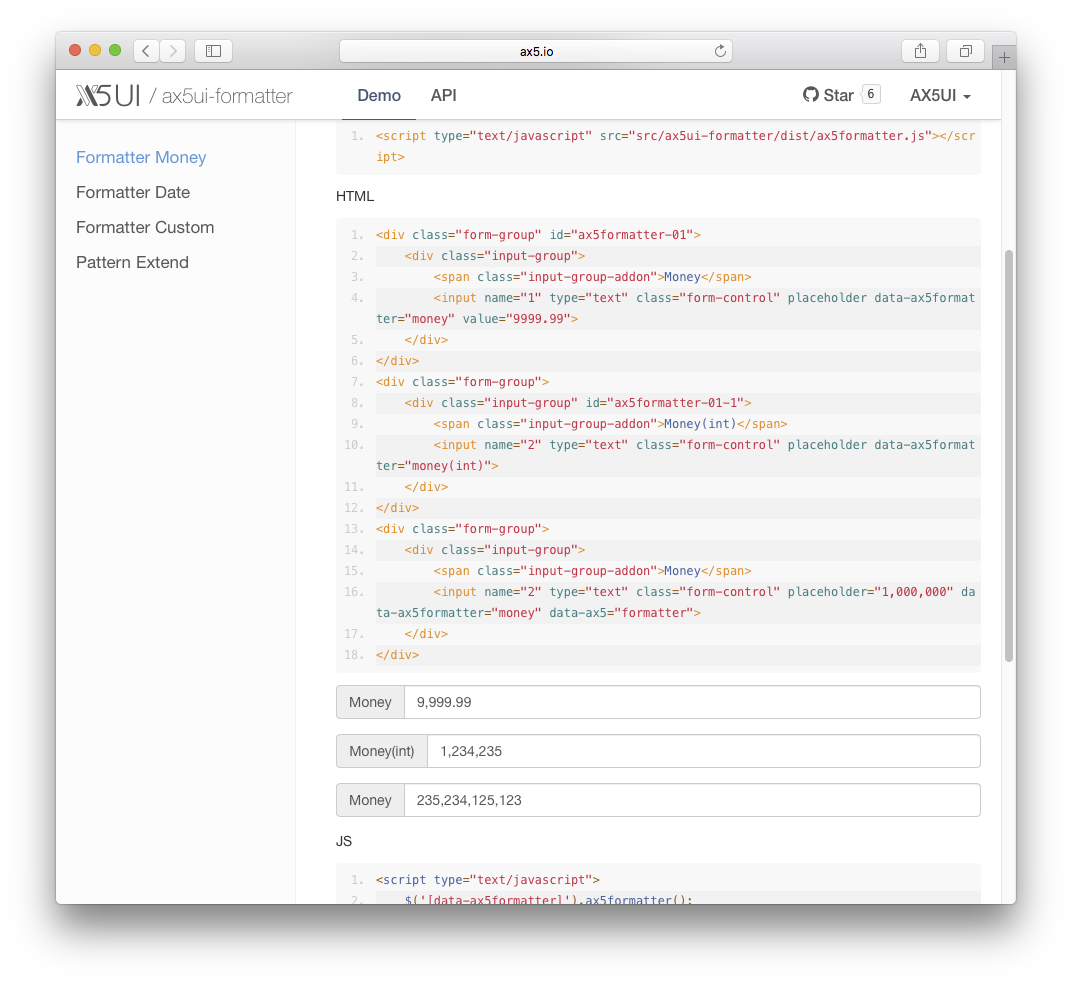 ax5.io
AX5UI / ax5ui-formatter Demo API Star 6 AX5UI
Formatter Money
Formatter Date
Formatter Custom
Pattern Extend
1. <script type="text/javascript" src="src/ax5ui-formatter/dist/ax5formatter.js"></scr
ipt>
HTML
1. <div class="form-group" id="ax5formatter-01">
2. <div class="input-group">
3. <span class="input-group-addon">Money</span>
4. <input name="1" type="text" class="form-control" placeholder data-ax5format
ter="money" value="9999.99">
5. </div>
6. </div>
7. <div class="form-group">
8. <div class="input-group" id="ax5formatter-01-1">
9. <span class="input-group-addon">Money(int)</span>
10. <input name="2" type="text" class="form-control" placeholder data-ax5format
ter="money(int)">
11. </div>
12. </div>
13. <div class="form-group">
14. <div class="input-group">
15. <span class="input-group-addon">Money</span>
16. <input name="2" type="text" class="form-control" placeholder="1,000,000" da
ta-ax5formatter="money" data-ax5="formatter">
17. </div>
18. </div>
Money 9,999.99
Money(int) 1,234,235
Money 235,234,125,123
JS
1. <script type="text/javascript">
2. $('[data-ax5formatter]').ax5formatter();